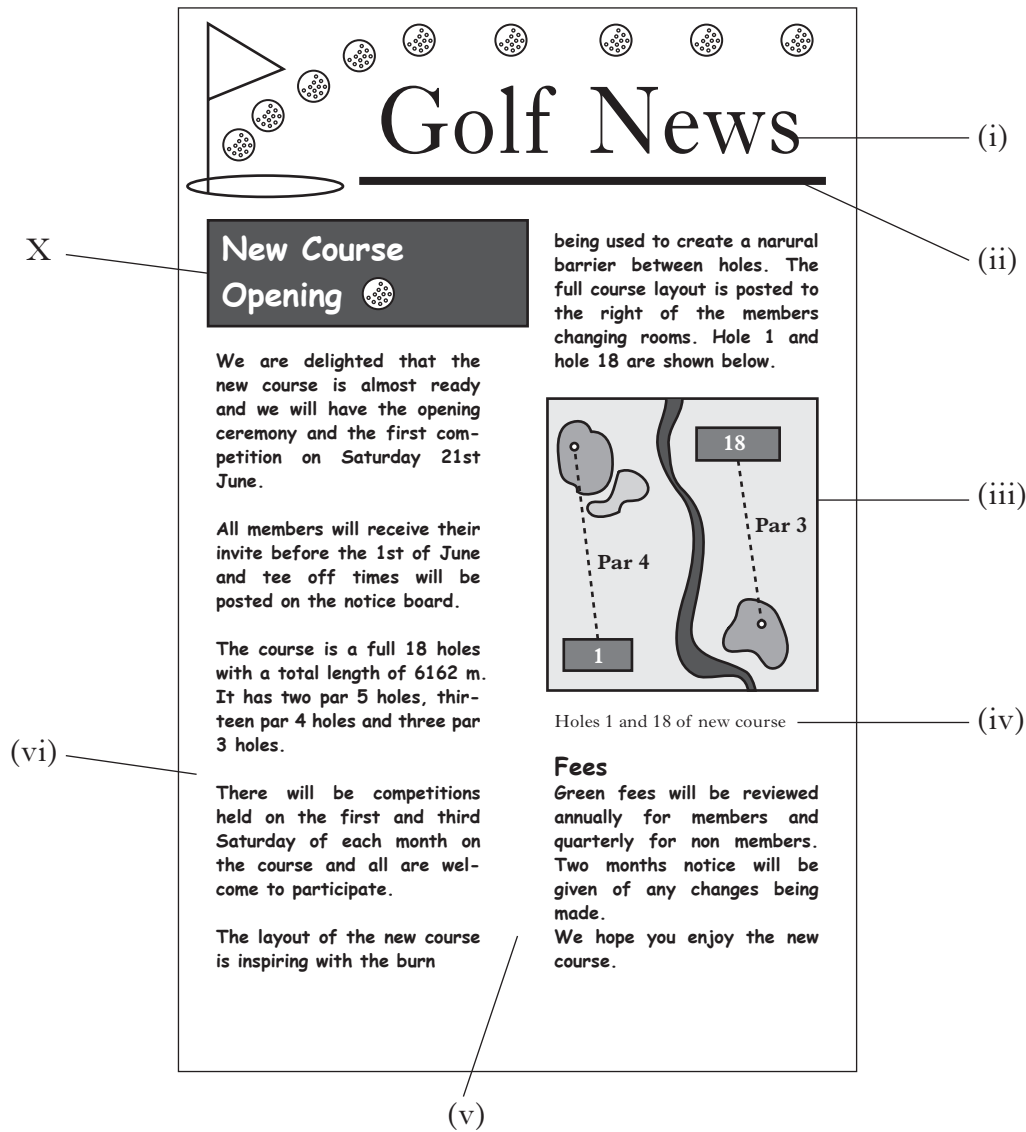 Golf News
(i)
(ii)
X
New Course
Opening
We are delighted that the
new course is almost ready
and we will have the opening
ceremony and the first com-
petition on Saturday 21st
June.
All members will receive their
invite before the 1st of June
and tee off times will be
posted on the notice board.
The course is a full 18 holes
with a total length of 6162 m.
It has two par 5 holes, thir-
teen par 4 holes and three par
3 holes.
(vi)
There will be competitions
held on the first and third
Saturday of each month on
the course and all are wel-
come to participate.
The layout of the new course
is inspiring with the burn
being used to create a narural
barrier between holes. The
full course layout is posted to
the right of the members
changing rooms. Hole 1 and
hole 18 are shown below.
18
Par 3
Par 4
1
(iii)
Holes 1 and 18 of new course
(iv)
Fees
Green fees will be reviewed
annually for members and
quarterly for non members.
Two months notice will be
given of any changes being
made.
We hope you enjoy the new
course.
(v)